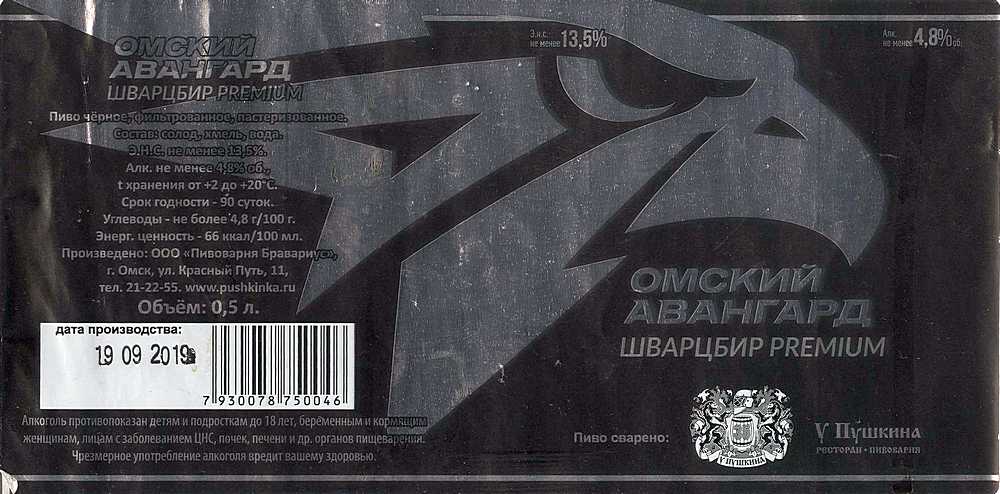 ОМСКИЙ
АВАНГАРД
ШВАРЦБИР PREMIUM
Пиво чёрное, фильтрованное, пастеризованное.
Состав: солод, хмель, вода.
Э.Н.С. не менее 13,5%.
Алк. не менее 4,8% об.,
t хранения от +2 до +20°С.
Срок годности - 90 суток.
Углеводы - не более 4,8 г/100 г.
Энерг. ценность - 66 ккал/100 мл.
Произведено: ООО «Пивоварня Бравариус»,
г. Омск, ул. Красный Путь, 11,
тел. 21-22-55. www.pushkinka.ru
Объём: 0,5 л.
дата производства:
19 09 2019
7 930078 750046
Алкоголь противопоказан детям и подросткам до 18 лет, беременным и кормящим
женщинам, лицам с заболеванием ЦНС, почек, печени и др. органов пищеварения.
Чрезмерное употребление алкоголя вредит вашему здоровью.
Э.н.с.
не менее 13,5%
Алк.
не менее 4,8% об.
ОМСКИЙ
АВАНГАРД
ШВАРЦБИР PREMIUM
Пиво сварено:
У ПУШКИНА
У Пушкина
РЕСТОРАН • ПИВОВАРНЯ